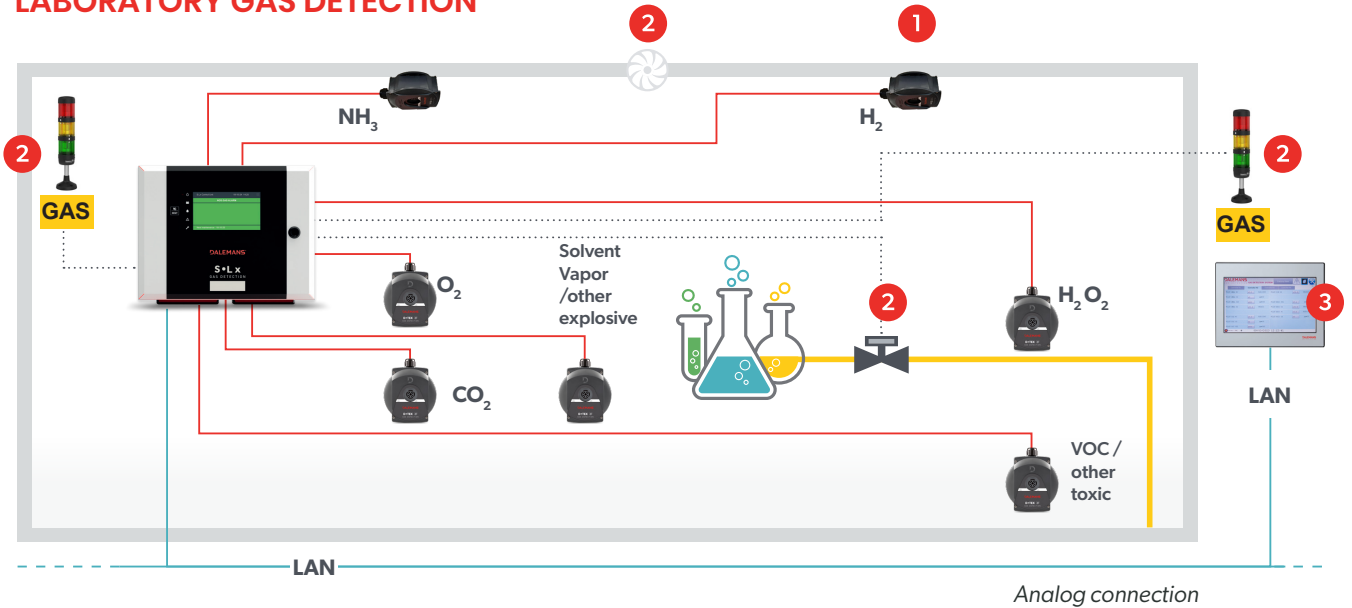 LABORATORY GAS DETECTION
2
1
NH3
H2
2
2
GAS
GAS
DALEMANS
S•Lx
GAS DETECTION
O2
Solvent
Vapor
/other
explosive
2
H2O2
3
CO2
LAN
VOC /
other
toxic
LAN
Analog connection